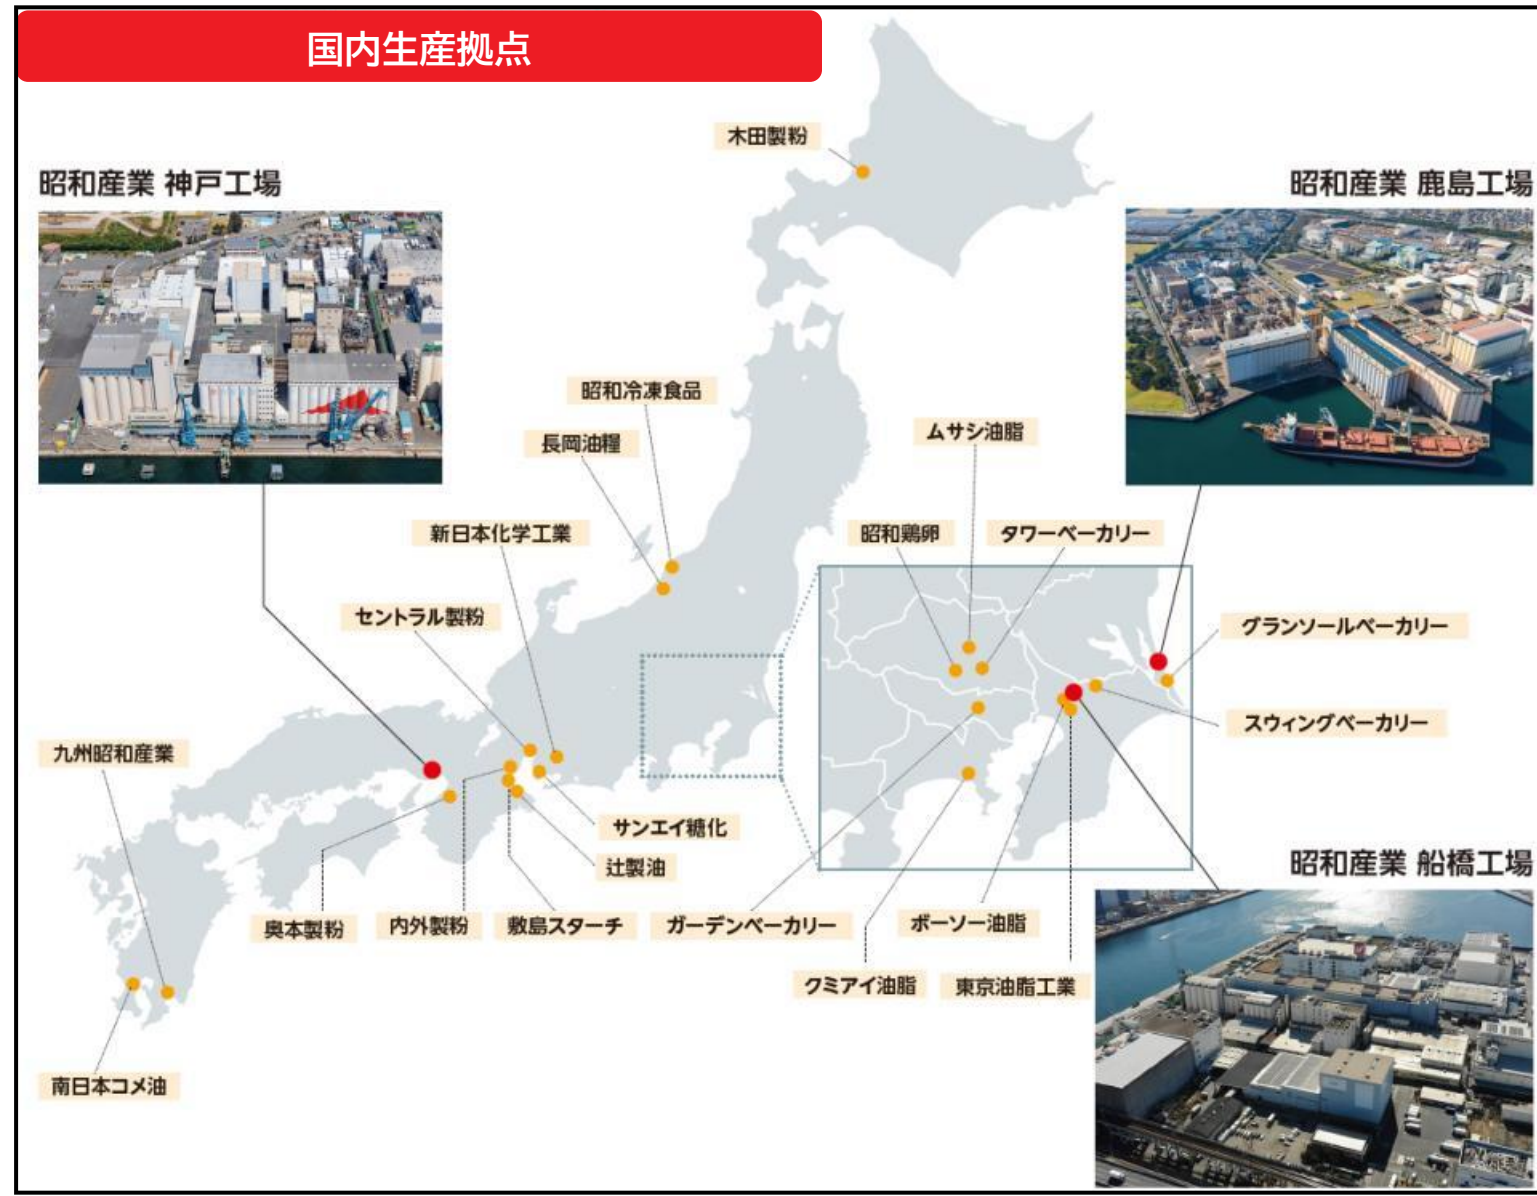 国内生産拠点
木田製粉
昭和産業 神戸工場
昭和産業 鹿島工場
昭和冷凍食品
長岡油糧
ムサシ油脂
新日本化学工業
昭和鶏卵
タワーベーカリー
セントラル製粉
グランソールベーカリー
スウィングベーカリー
九州昭和産業
サンエイ糖化
辻製油
昭和産業 船橋工場
奥本製粉
内外製粉
敷島スターチ
ガーデンベーカリー
ボーソー油脂
クミアイ油脂
東京油脂工業
南日本コメ油